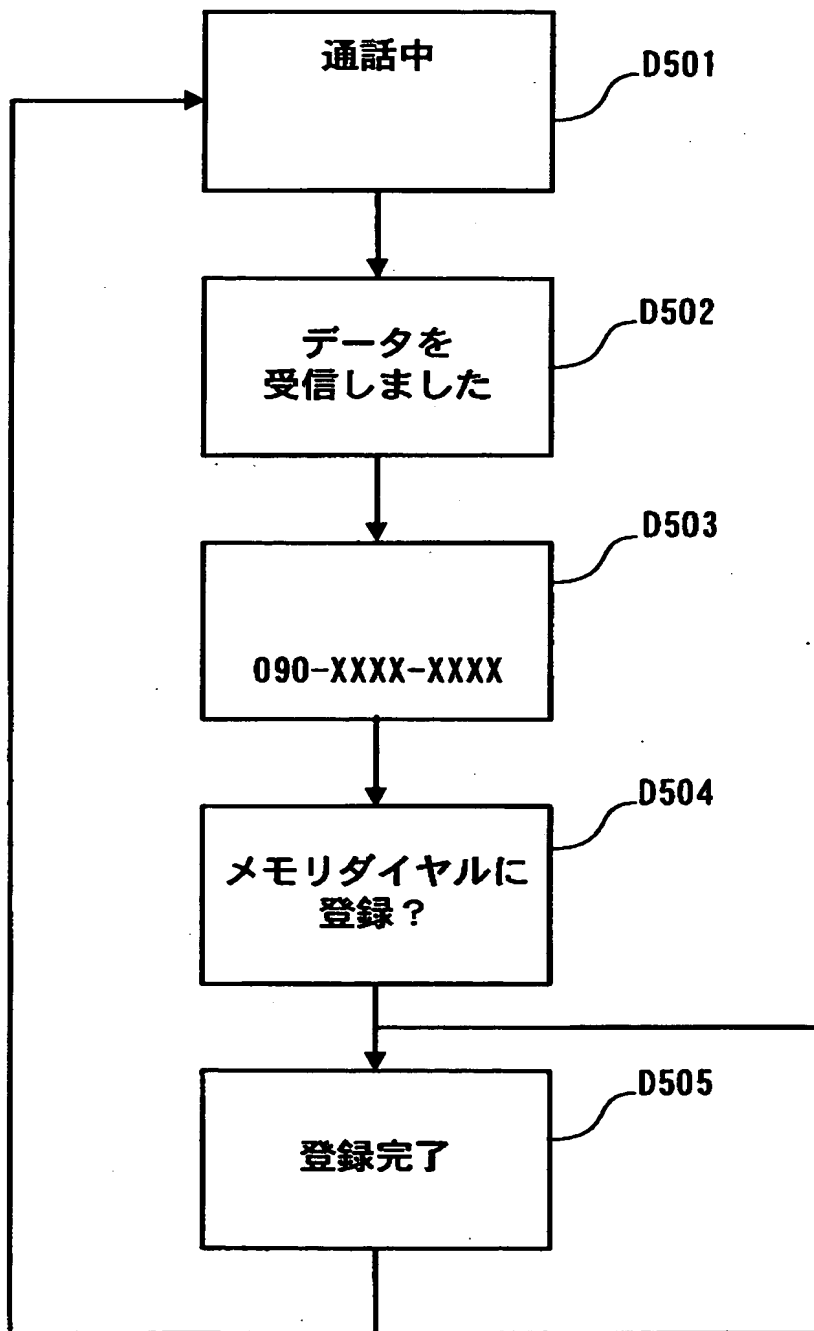 通話中
D501
データを
受信しました
D502
090-XXXX-XXXX
D503
メモリダイヤルに
登録？
D504
登録完了
D505